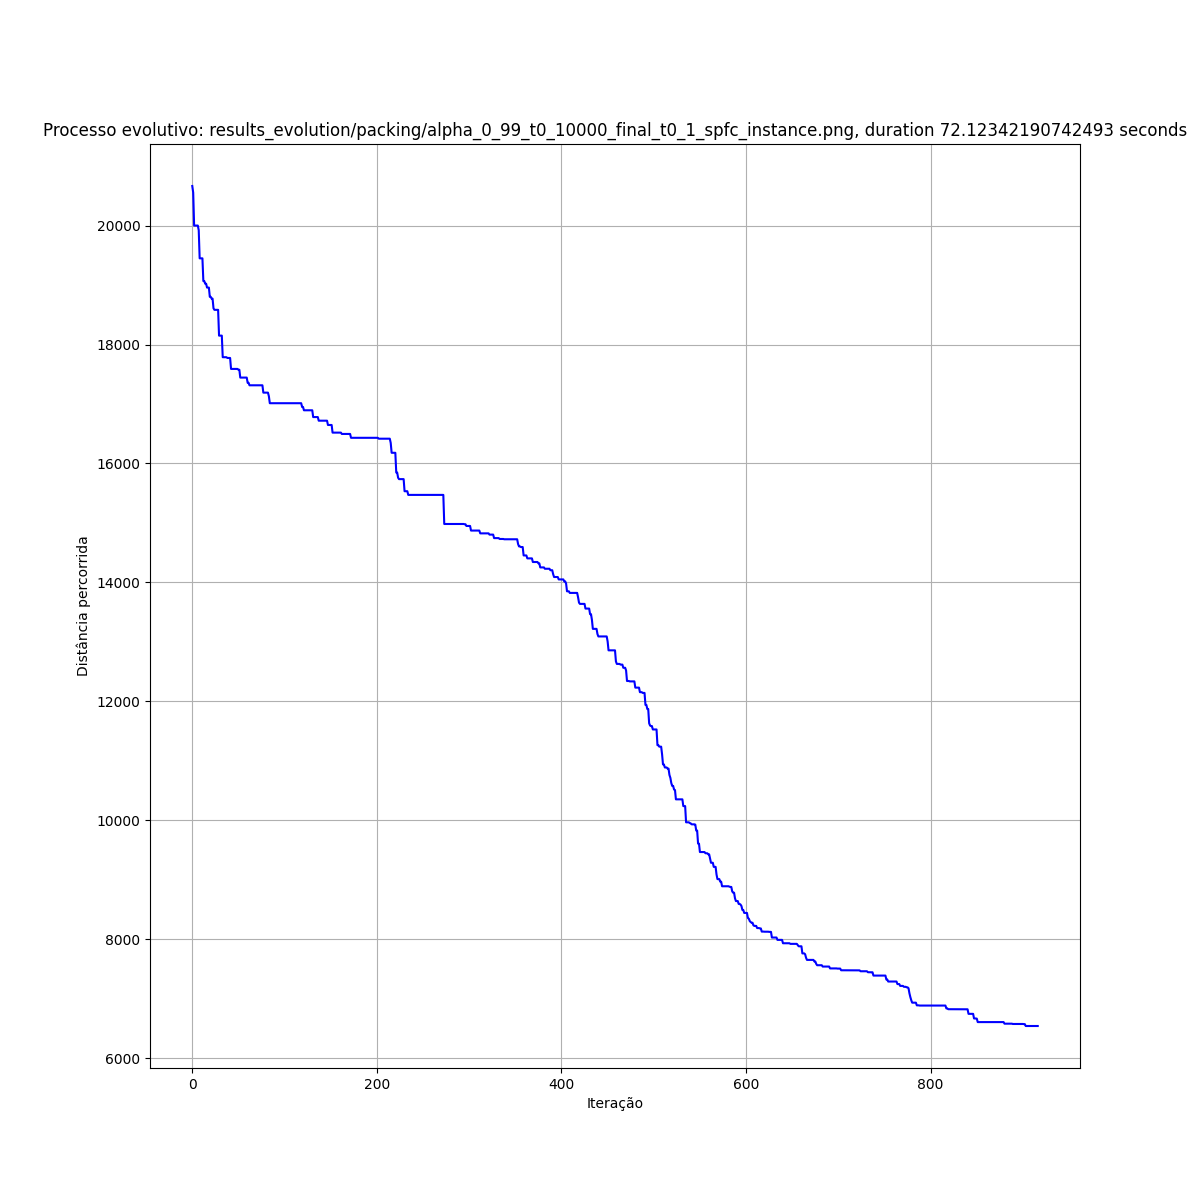 Processo evolutivo: results_evolution/packing/alpha_0_99_t0_10000_final_t0_1_spfc_instance.png, duration 72.12342190742493 seconds
20000
18000
16000
14000
12000
10000
8000
6000
Distância percorrida
0 200 400 600 800
Iteração